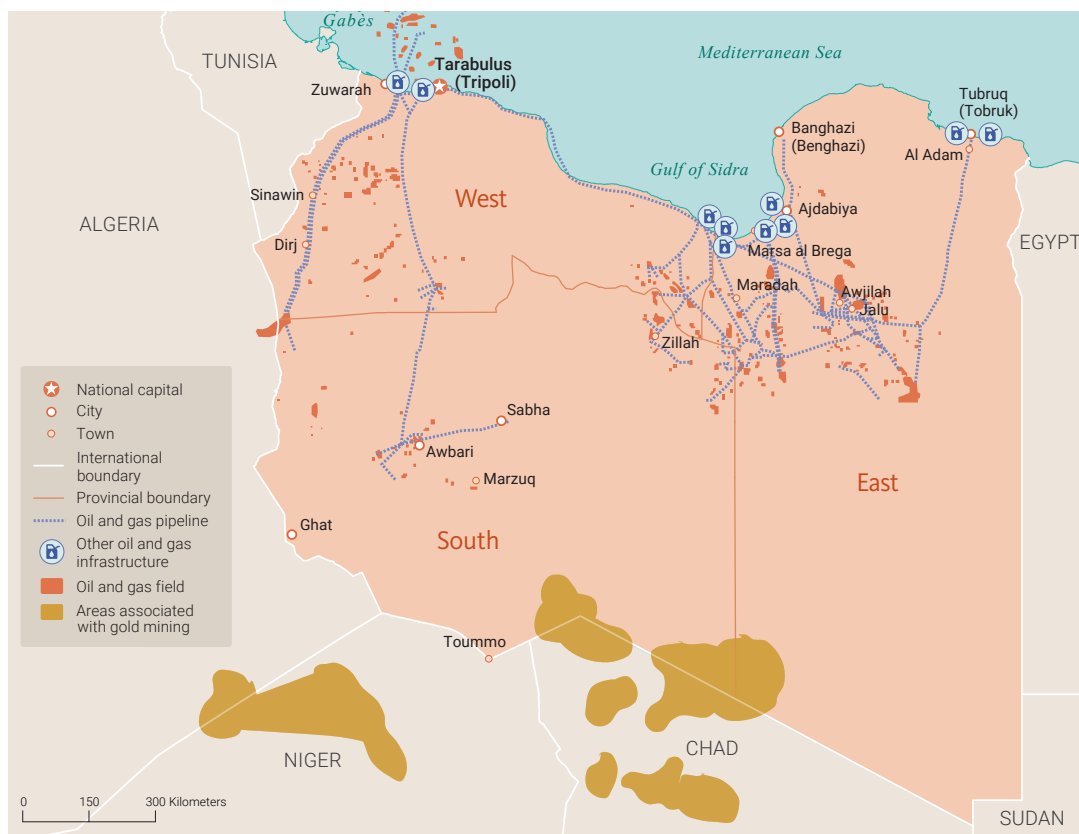 Gabès
TUNISIA
Mediterranean Sea
Tarabulus
(Tripoli)
Zuwarah
Tubruq
(Tobruk)
Banghazi
(Benghazi)
Al Adam
Gulf of Sidra
Sinawin
West
Ajdabiya
ALGERIA
EGYPT
Dirj
Marsa al Brega
Maradah
Awjilah
Jalu
Zillah
National capital
City
Town
International
boundary
Provincial boundary
Oil and gas pipeline
Other oil and gas
infrastructure
Oil and gas field
Areas associated
with gold mining
Sabha
Awbari
Marzuq
East
Ghat
South
Toummo
NIGER
CHAD
SUDAN
0 150 300 Kilometers